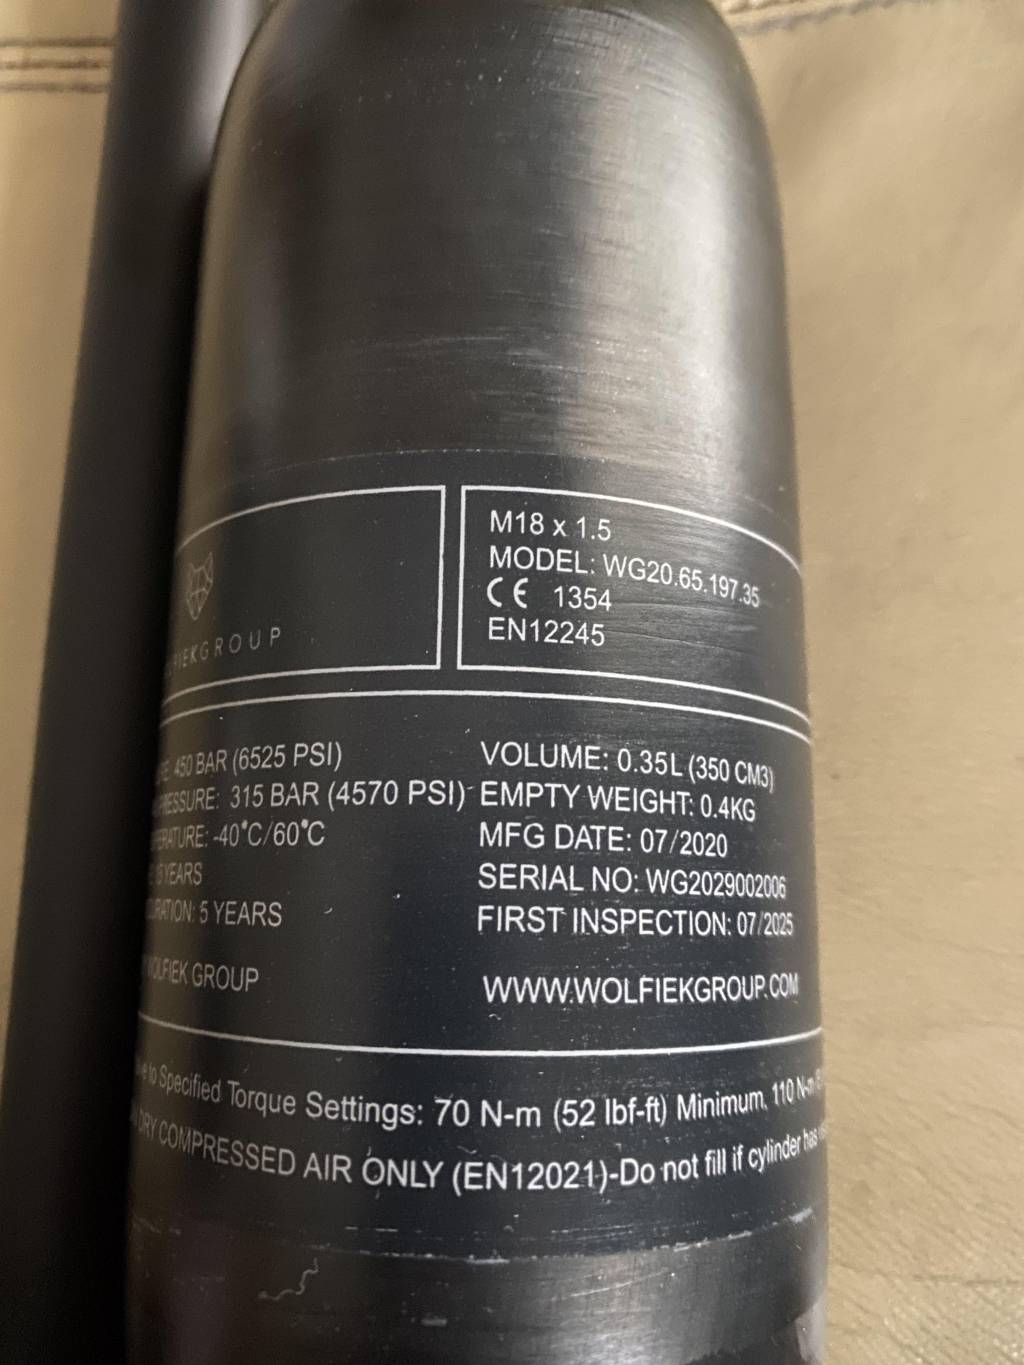 M18 x 1.5
MODEL: WG20.65.197.35
CE 1354
EN12245
WOLFIEKGROUP
450 BAR (6525 PSI)
PRESSURE: 315 BAR (4570 PSI)
-40°C/60°C
YEARS
5 YEARS
WOLFIEK GROUP
VOLUME: 0.35L (350 CM3)
EMPTY WEIGHT: 0.4KG
MFG DATE: 07/2020
SERIAL NO: WG2029002006
FIRST INSPECTION: 07/2025
WWW.WOLFIEKGROUP.COM
to Specified Torque Settings: 70 N-m (52 lbf-ft) Minimum, 110 N-m
DRY COMPRESSED AIR ONLY (EN12021)-Do not fill if cylinder has